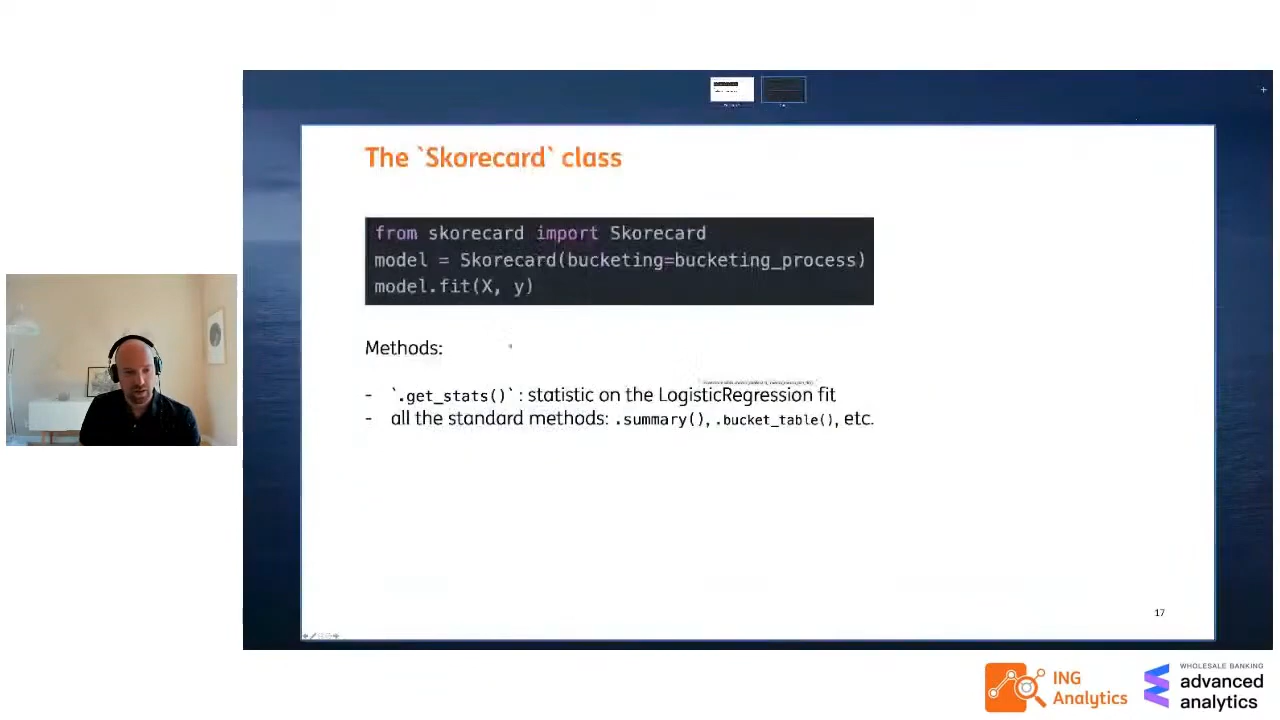 The `Skorecard` class
from skorecard import Skorecard
model = Skorecard(bucketing=bucketing_process)
model.fit(X, y)
Methods:
- `.get_stats()`: statistic on the LogisticRegression fit
- all the standard methods: .summary(), .bucket_table(), etc.
17
ING
Analytics
WHOLESALE BANKING
advanced
analytics